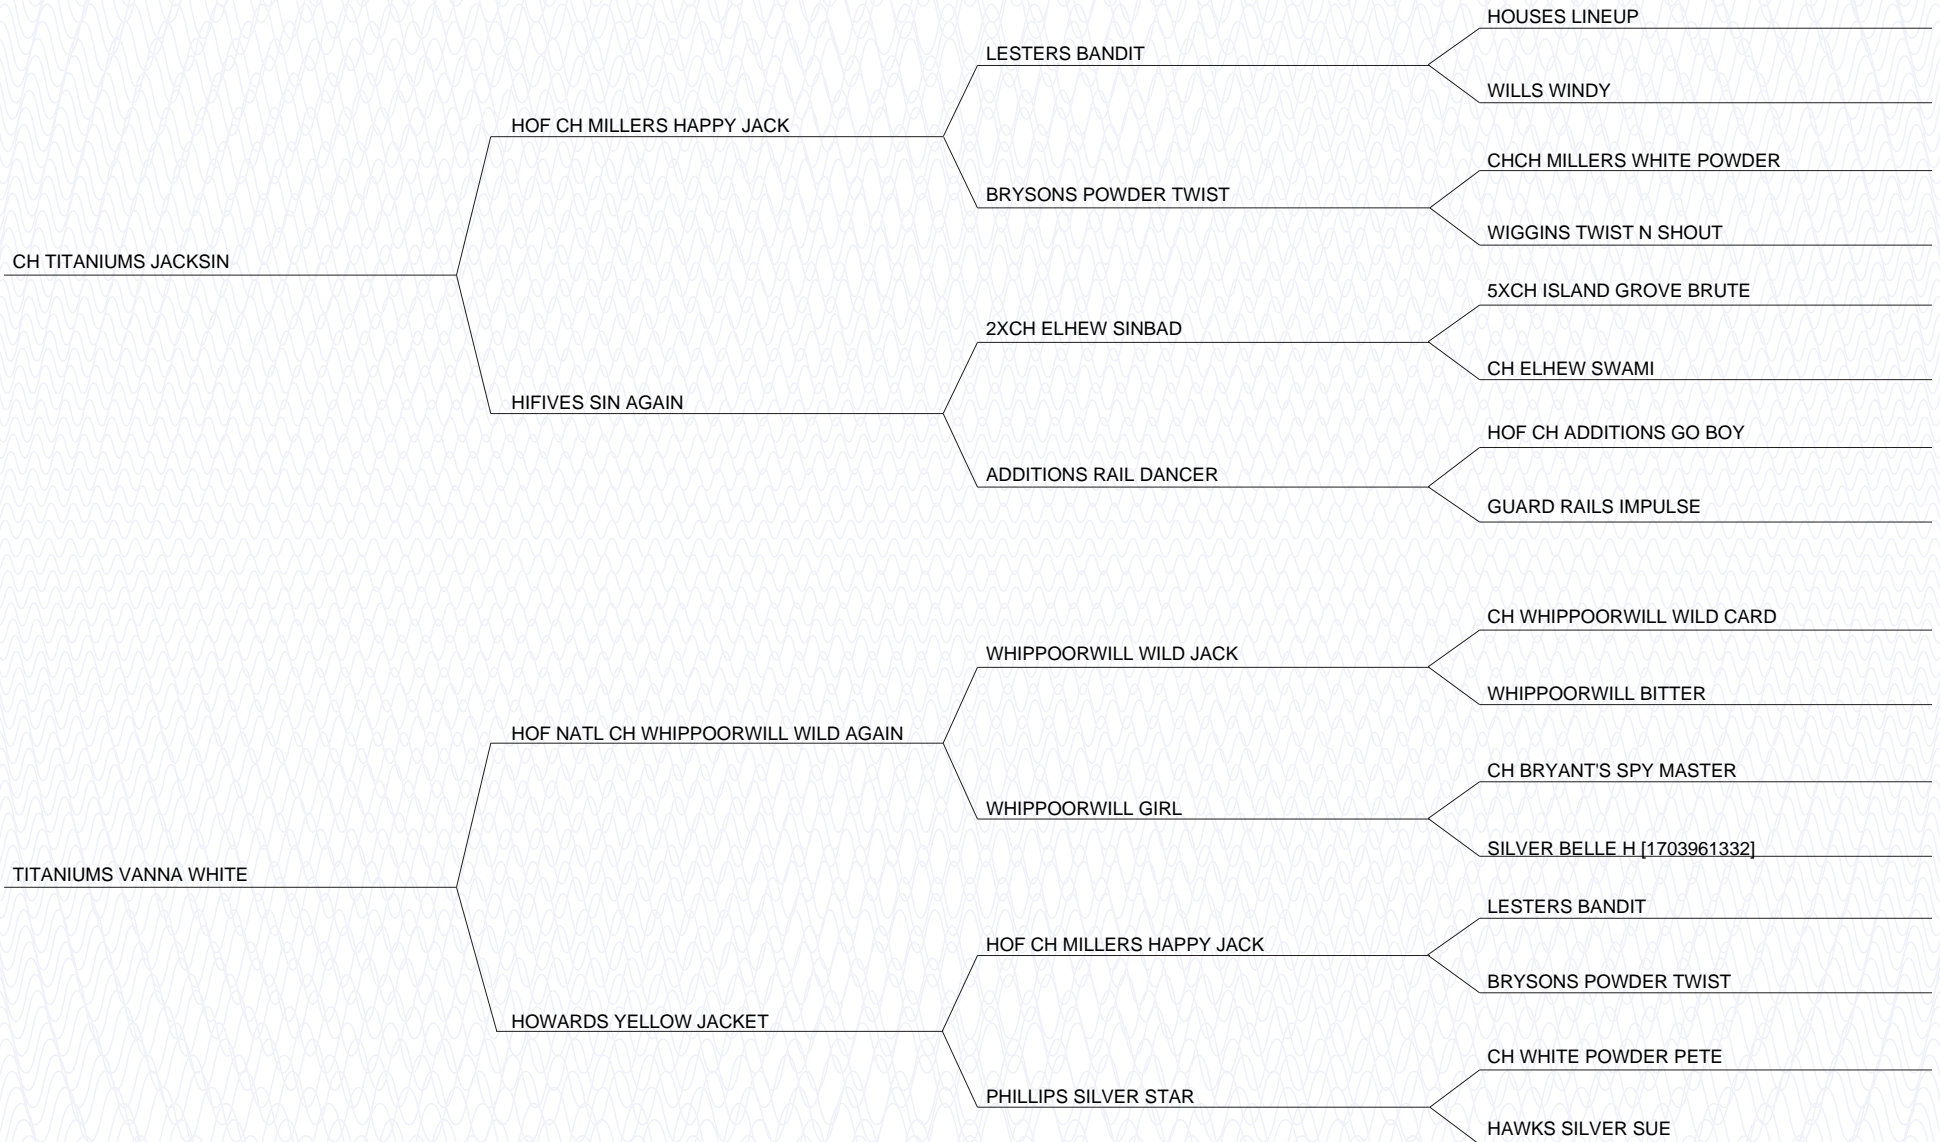 HOUSES LINEUP
LESTERS BANDIT
WILLS WINDY
HOF CH MILLERS HAPPY JACK
CHCH MILLERS WHITE POWDER
BRYSONS POWDER TWIST
WIGGINS TWIST N SHOUT
CH TITANIUMS JACKSIN
5XCH ISLAND GROVE BRUTE
2XCH ELHEW SINBAD
CH ELHEW SWAMI
HIFIVES SIN AGAIN
HOF CH ADDITIONS GO BOY
ADDITIONS RAIL DANCER
GUARD RAILS IMPULSE
CH WHIPPOORWILL WILD CARD
WHIPPOORWILL WILD JACK
WHIPPOORWILL BITTER
HOF NATL CH WHIPPOORWILL WILD AGAIN
CH BRYANT'S SPY MASTER
WHIPPOORWILL GIRL
SILVER BELLE H [1703961332]
TITANIUMS VANNA WHITE
LESTERS BANDIT
HOF CH MILLERS HAPPY JACK
BRYSONS POWDER TWIST
HOWARDS YELLOW JACKET
CH WHITE POWDER PETE
PHILLIPS SILVER STAR
HAWKS SILVER SUE